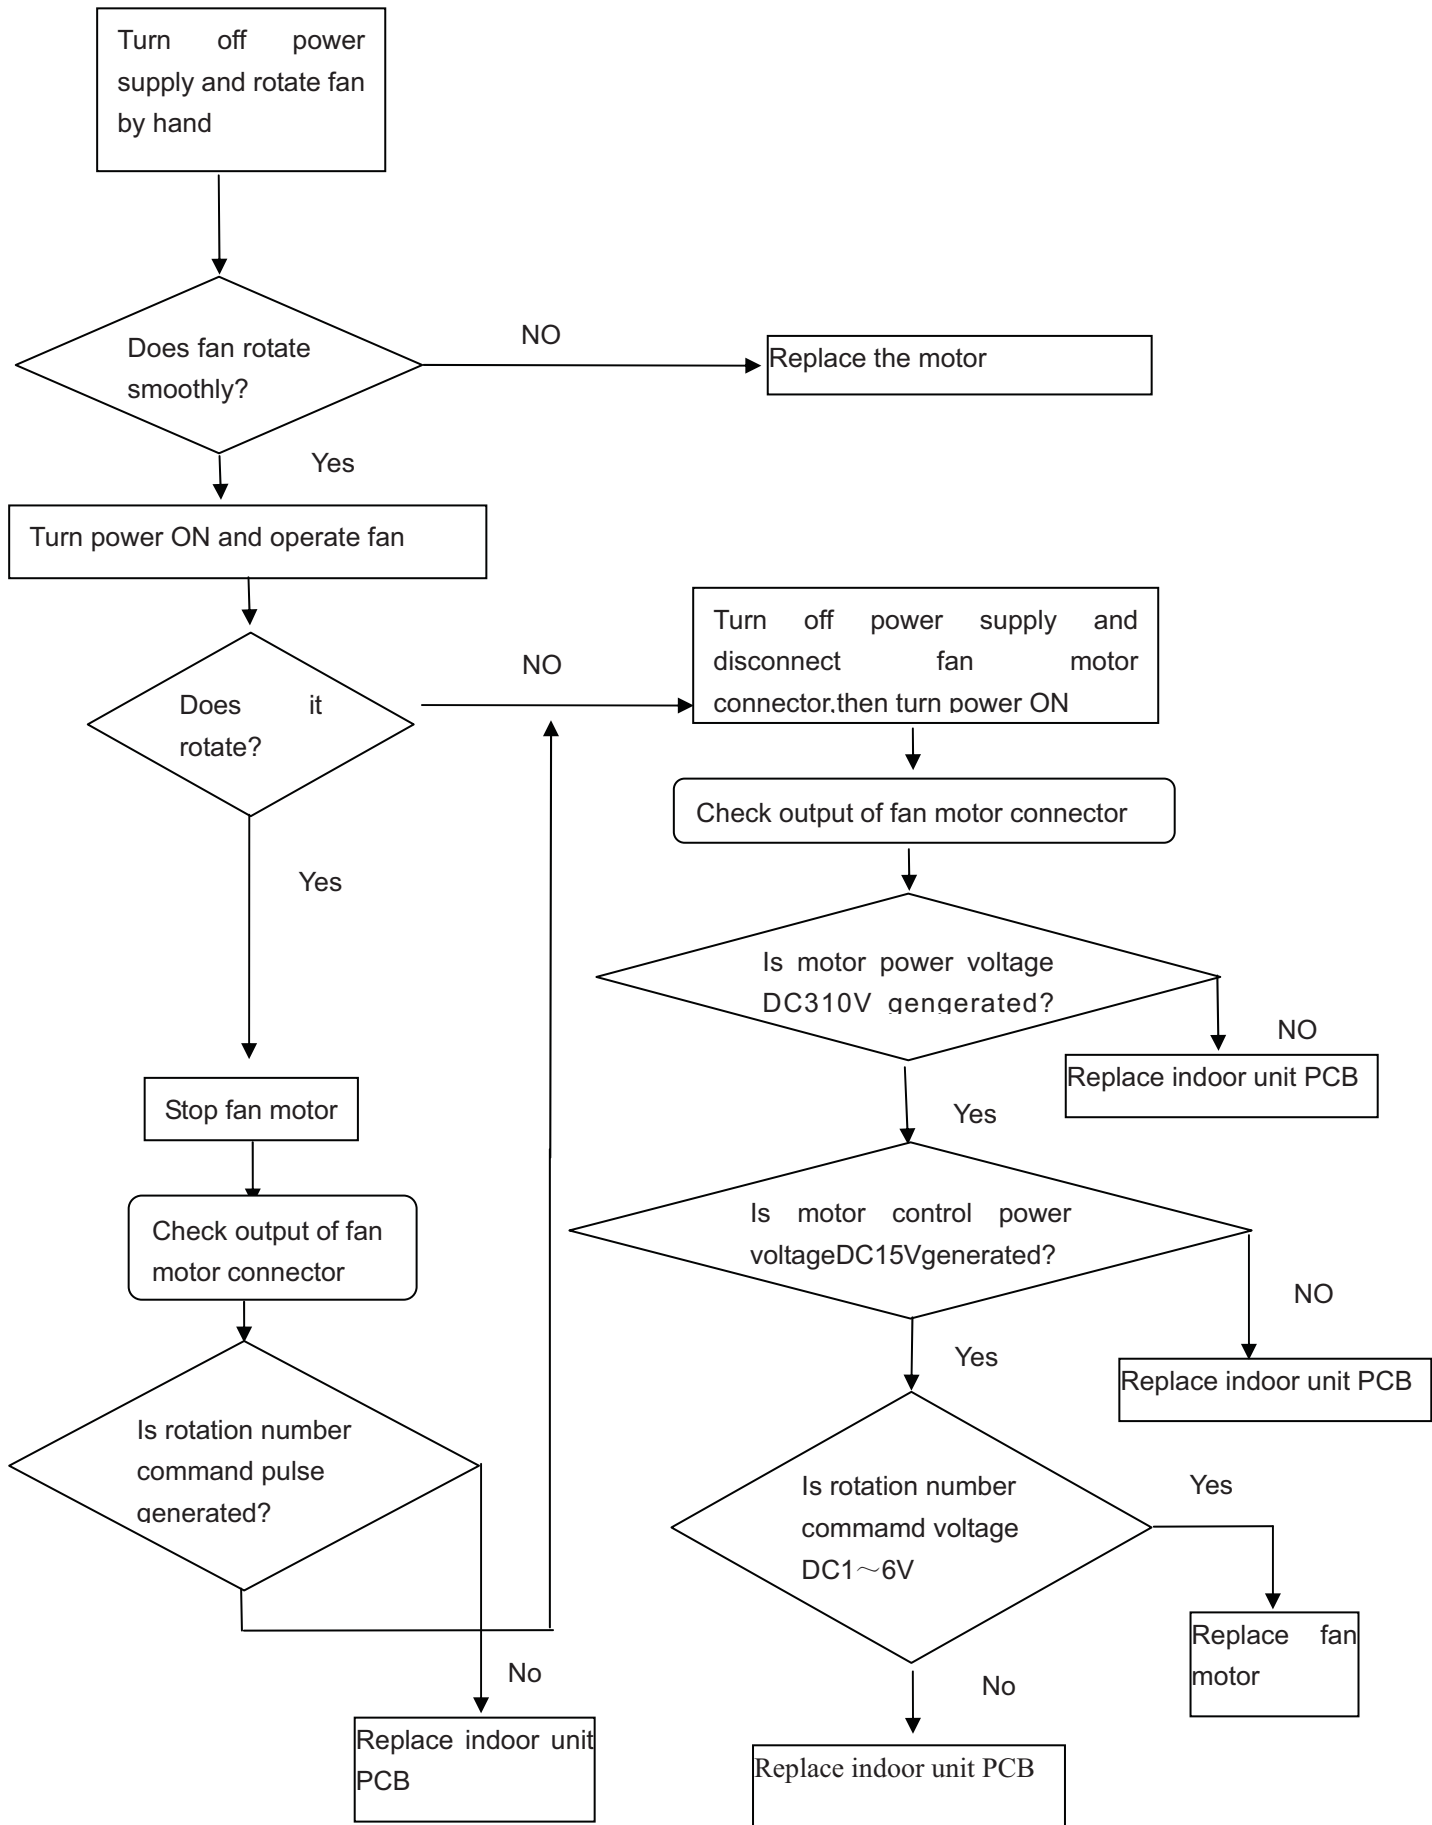 Turn off power
supply and rotate fan
by hand
Does fan rotate
smoothly?
NO
Replace the motor
Yes
Turn power ON and operate fan
Does it
rotate?
NO
Turn off power supply and
disconnect fan motor
connector,then turn power ON
Check output of fan motor connector
Yes
Is motor power voltage
DC310V gengerated?
NO
Replace indoor unit PCB
Yes
Stop fan motor
Check output of fan
motor connector
Is motor control power
voltageDC15Vgenerated?
NO
Replace indoor unit PCB
Yes
Is rotation number
command pulse
generated?
Is rotation number
commamd voltage
DC1～6V
Yes
Replace fan
motor
No
Replace indoor unit
PCB
No
Replace indoor unit PCB